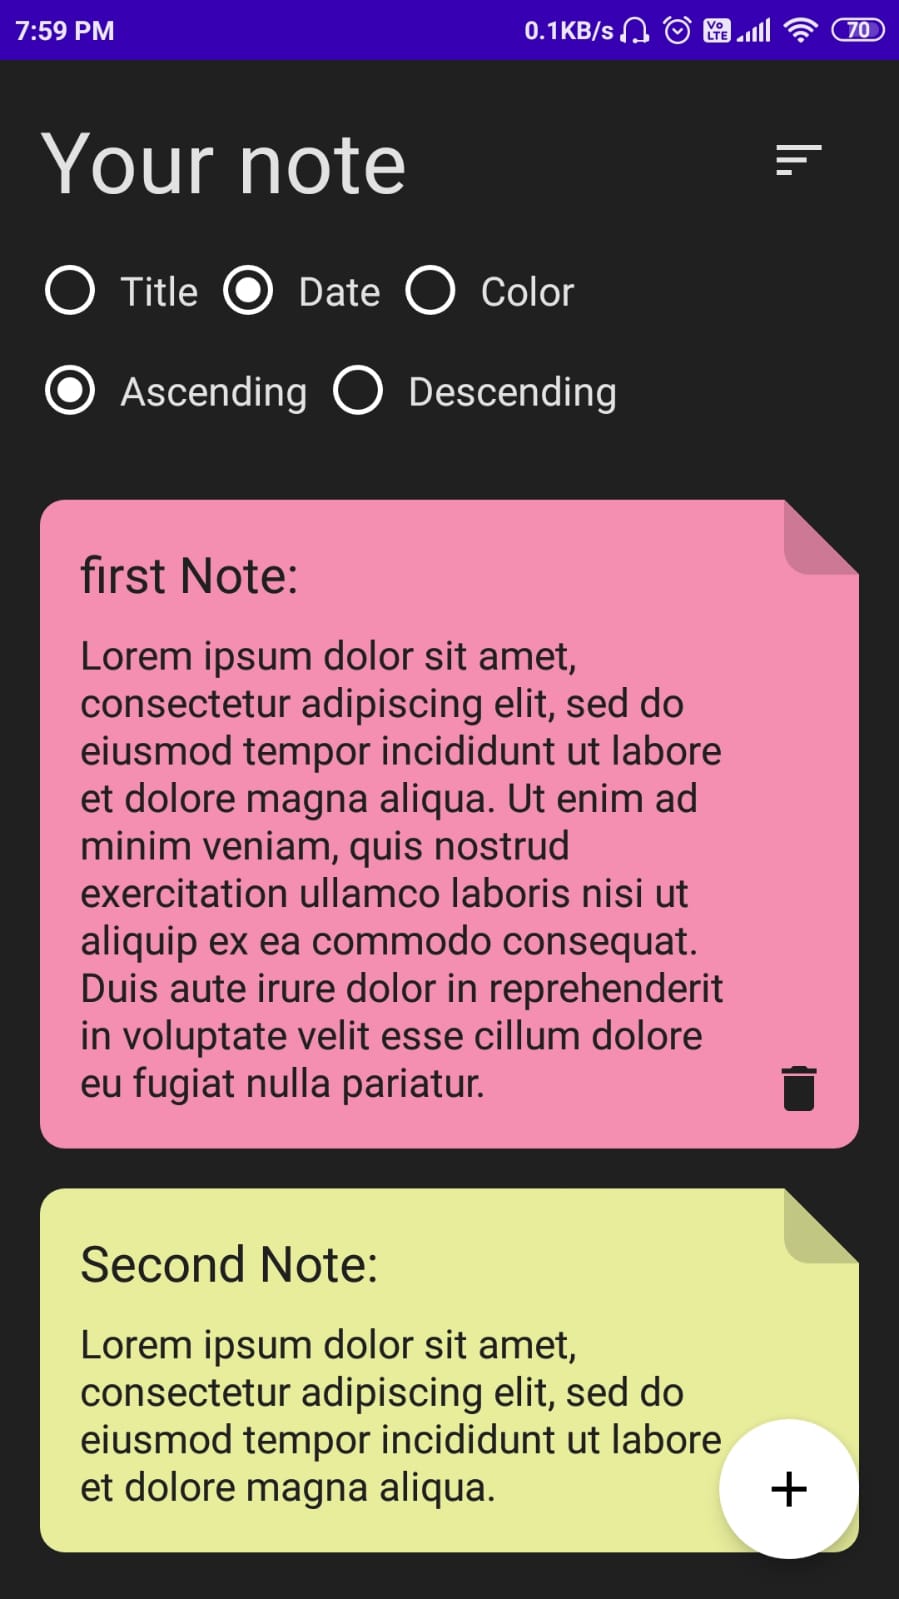 7:59 PM 0.1KB/s Vo LTE 70
Your note
Title Date Color
Ascending Descending
first Note:
Lorem ipsum dolor sit amet,
consectetur adipiscing elit, sed do
eiusmod tempor incididunt ut labore
et dolore magna aliqua. Ut enim ad
minim veniam, quis nostrud
exercitation ullamco laboris nisi ut
aliquip ex ea commodo consequat.
Duis aute irure dolor in reprehenderit
in voluptate velit esse cillum dolore
eu fugiat nulla pariatur.
Second Note:
Lorem ipsum dolor sit amet,
consectetur adipiscing elit, sed do
eiusmod tempor incididunt ut labore
et dolore magna aliqua.
+